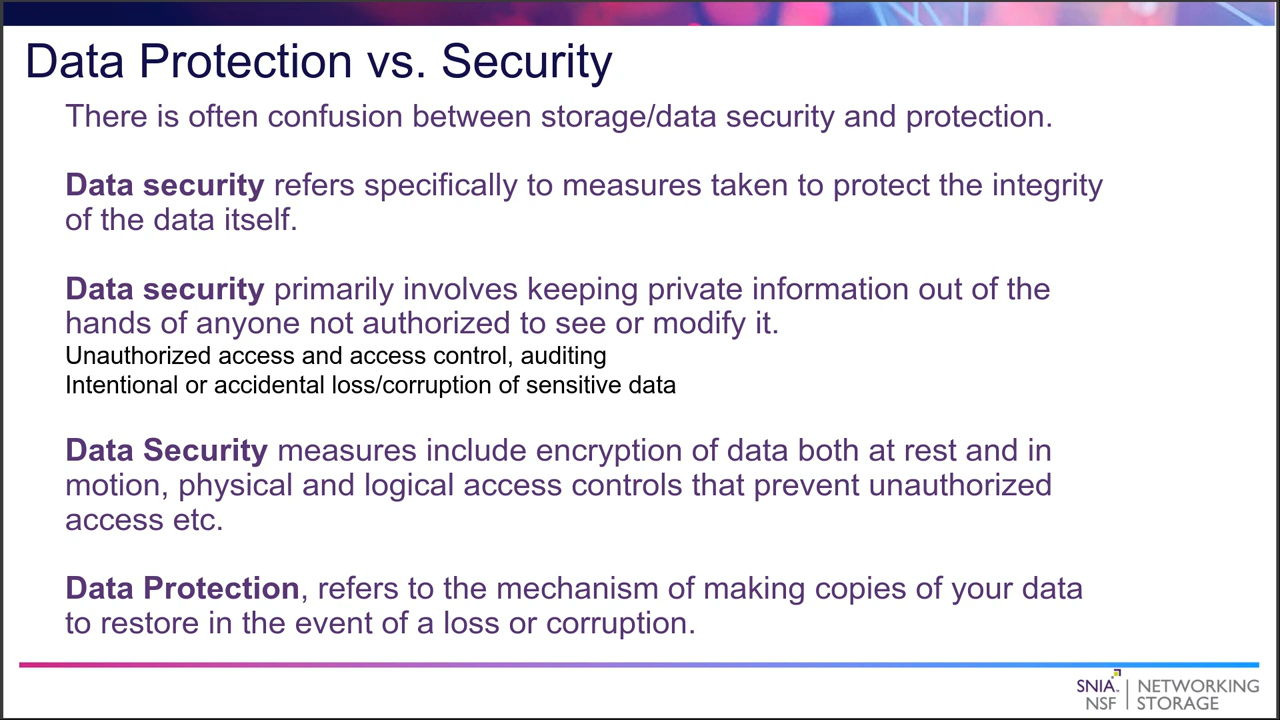 Data Protection vs. Security
There is often confusion between storage/data security and protection.
Data security refers specifically to measures taken to protect the integrity
of the data itself.
Data security primarily involves keeping private information out of the
hands of anyone not authorized to see or modify it.
Unauthorized access and access control, auditing
Intentional or accidental loss/corruption of sensitive data
Data Security measures include encryption of data both at rest and in
motion, physical and logical access controls that prevent unauthorized
access etc.
Data Protection, refers to the mechanism of making copies of your data
to restore in the event of a loss or corruption.
SNIA | NETWORKING
NSF | STORAGE